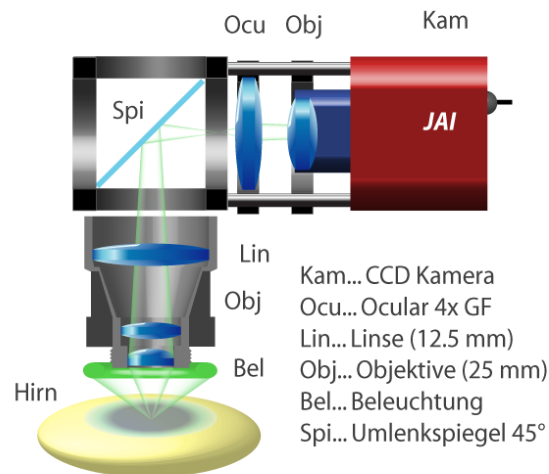 Ocu Obj Kam
Spi
JAI
Lin
Obj
Bel
Hirn
Kam... CCD Kamera
Ocu... Ocular 4x GF
Lin... Linse (12.5 mm)
Obj... Objektive (25 mm)
Bel... Beleuchtung
Spi... Umlenkspiegel 45°